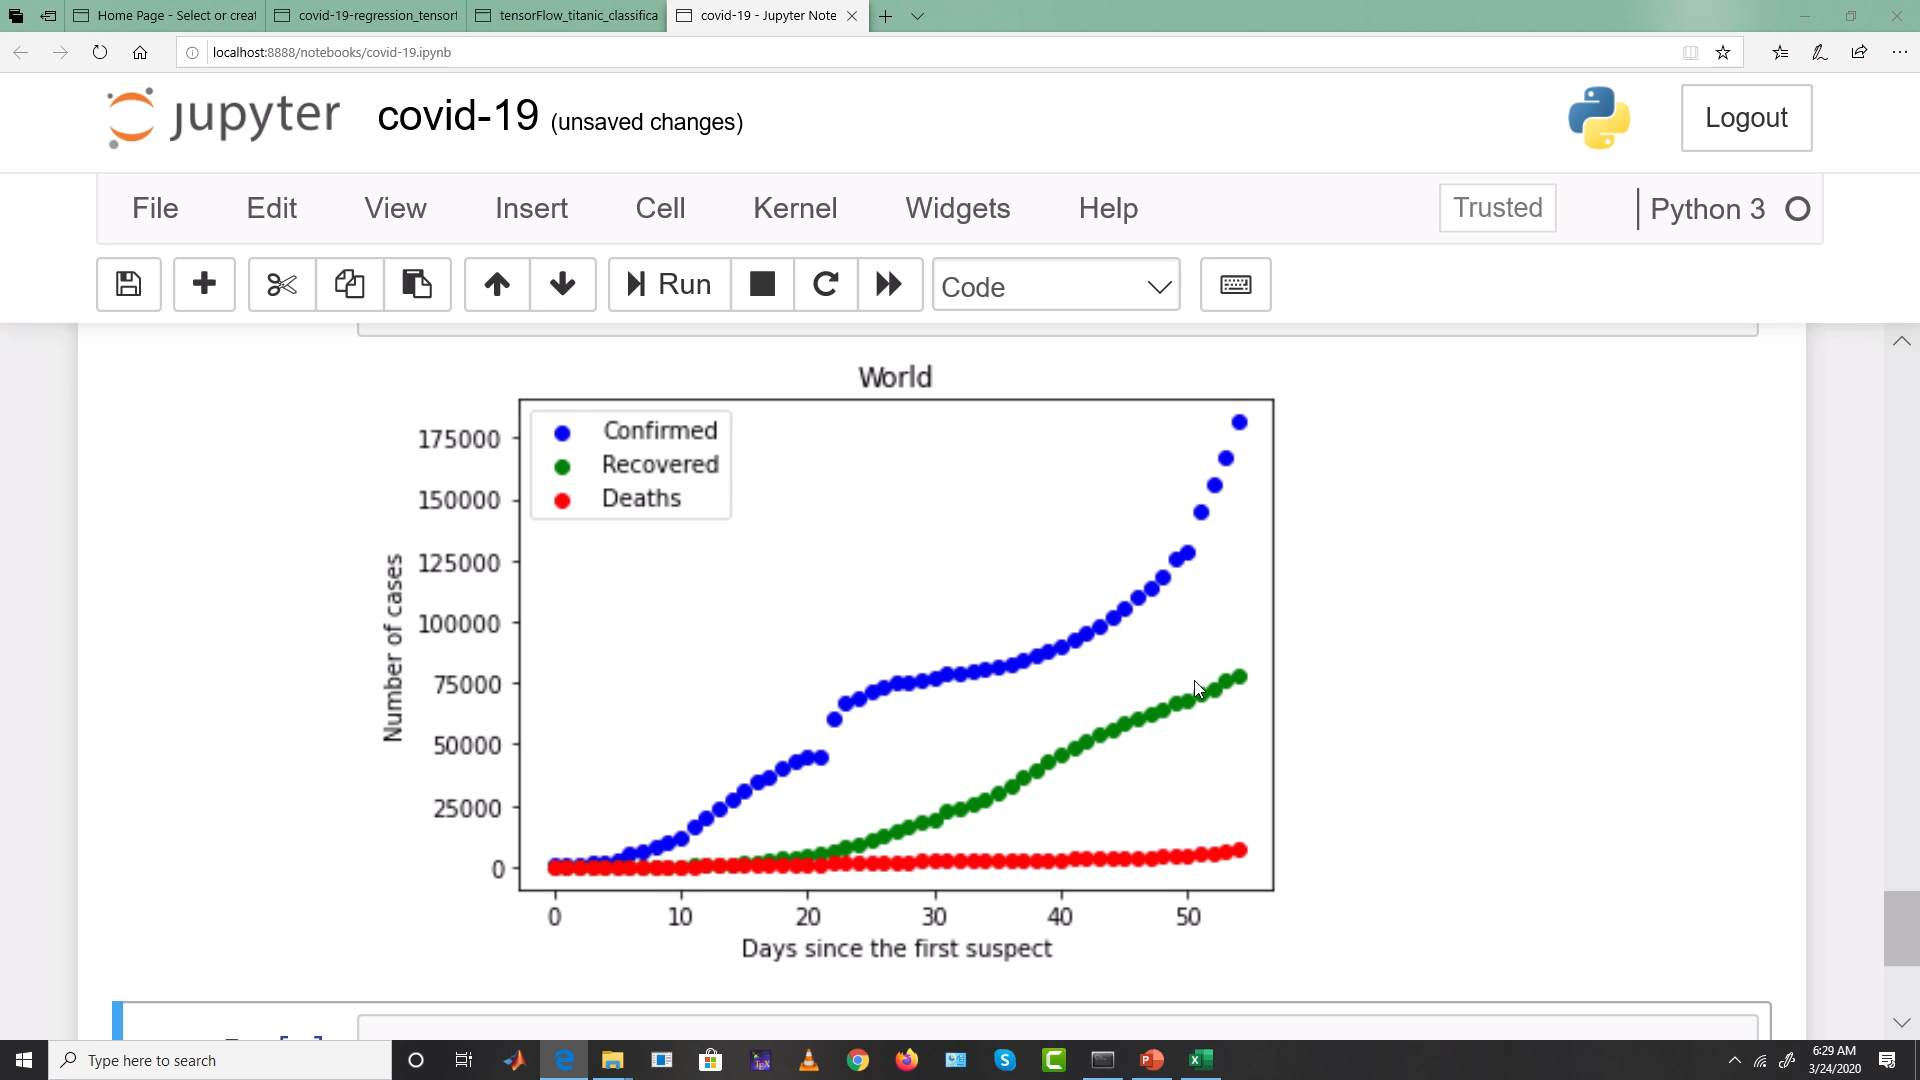 Home Page - Select or creat
covid-19-regression_tensorf
tensorFlow_titanic_classifica
covid-19 - Jupyter Note
localhost:8888/notebooks/covid-19.ipynb
jupyter covid-19 (unsaved changes)
Logout
File Edit View Insert Cell Kernel Widgets Help Trusted Python 3
Run Code
World
Confirmed
Recovered
Deaths
175000
150000
125000
100000
75000
50000
25000
0
Number of cases
0 10 20 30 40 50
Days since the first suspect
Type here to search
6:29 AM
3/24/2020